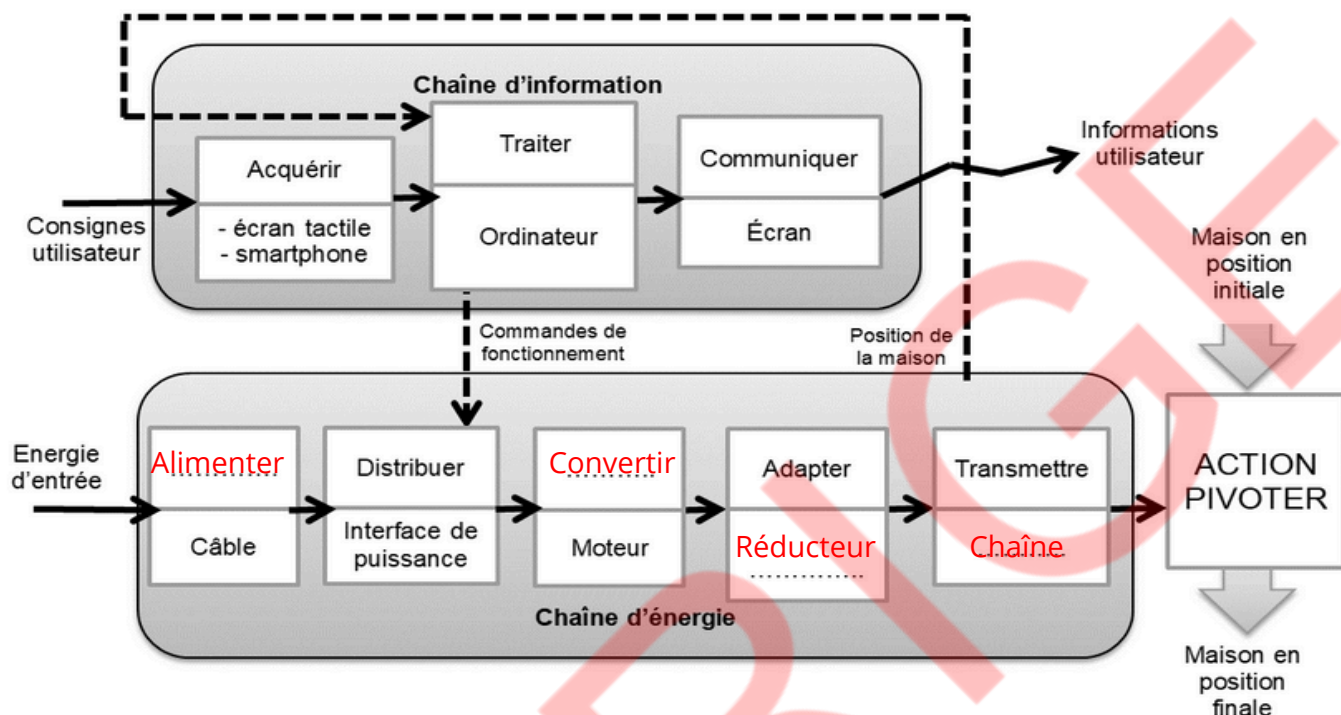 Chaîne d'information
Acquérir
- écran tactile
- smartphone
Traiter
Ordinateur
Communiquer
Écran
Consignes
utilisateur
Informations
utilisateur
Commandes de
fonctionnement
Position de
la maison
Maison en
position
initiale
Energie
d'entrée
Alimenter
Câble
Distribuer
Interface de
puissance
Convertir
Moteur
Adapter
Réducteur
Transmettre
Chaîne
Chaîne d'énergie
ACTION
PIVOTER
Maison en
position
finale